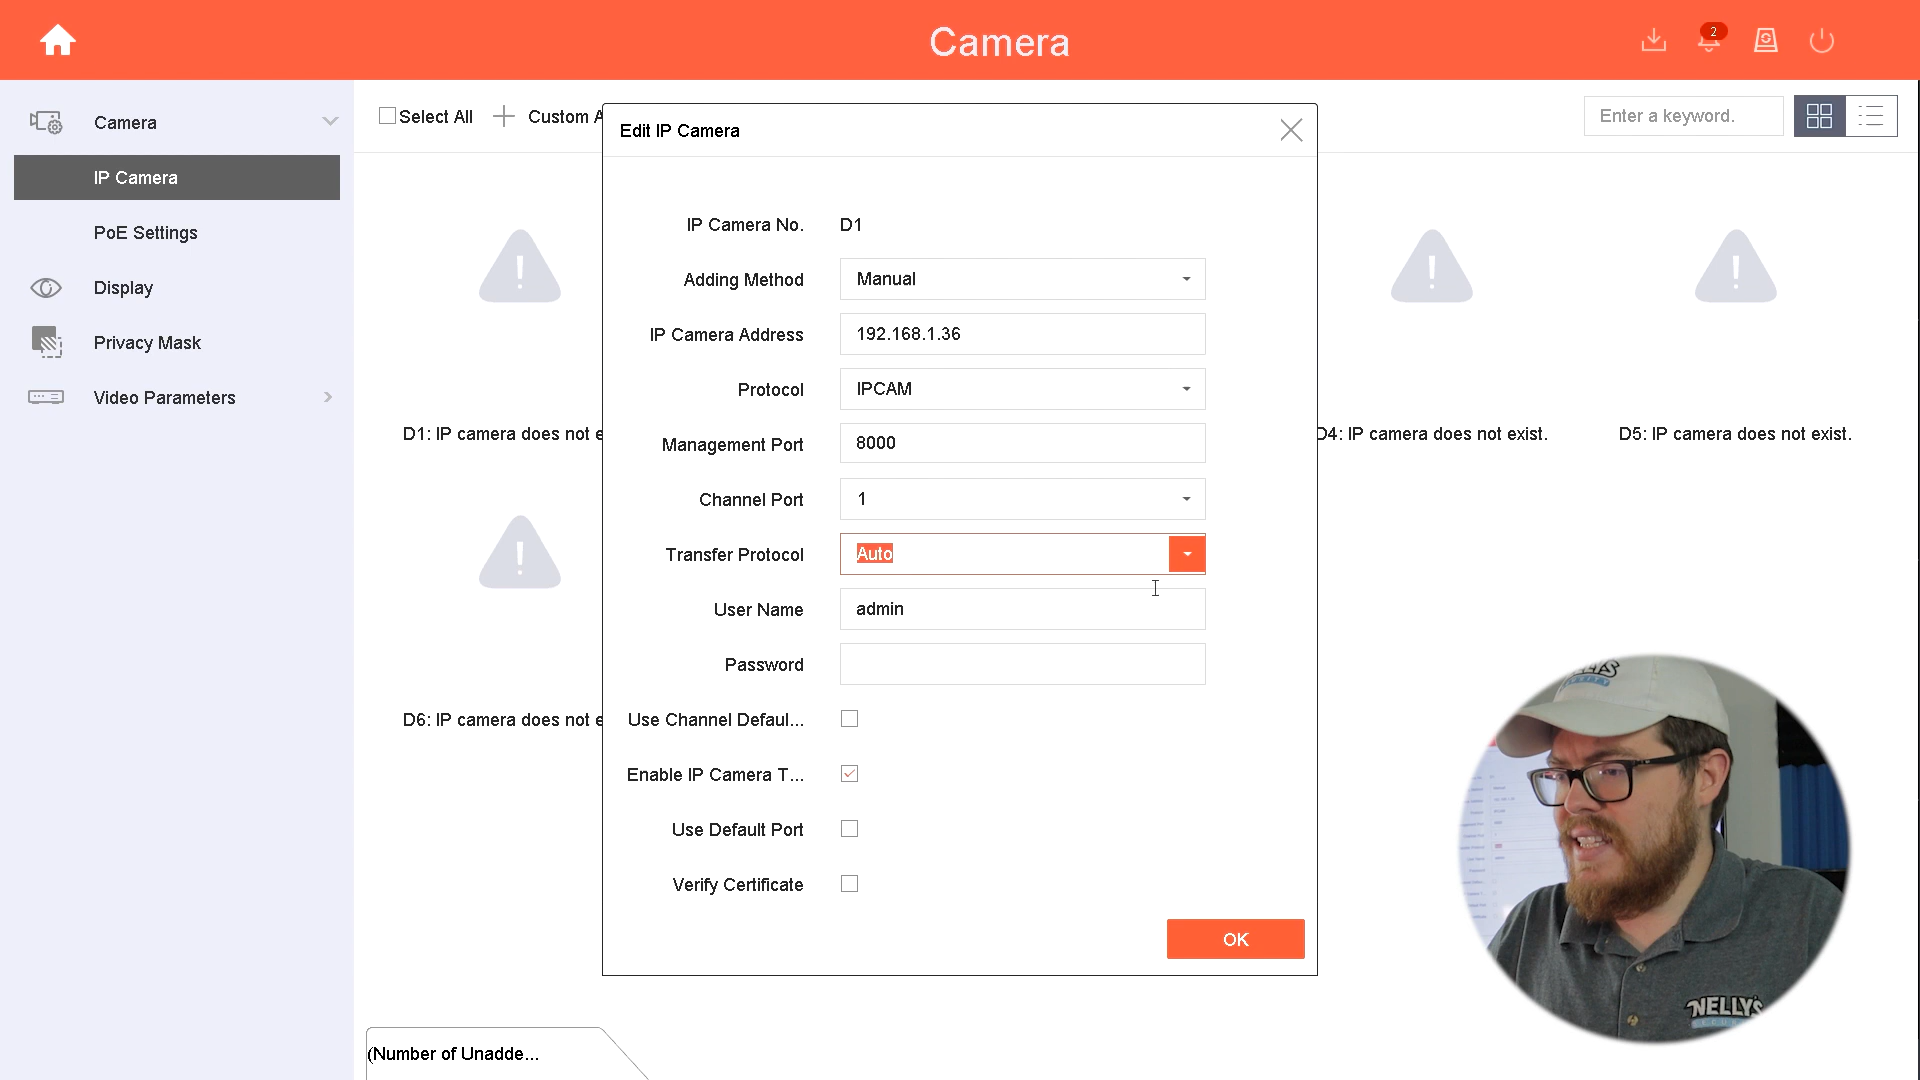 Camera
2
Camera
IP Camera
PoE Settings
Display
Privacy Mask
Video Parameters
Select All
Custom A
Enter a keyword.
Edit IP Camera
IP Camera No. D1
Adding Method Manual
IP Camera Address 192.168.1.36
Protocol IPCAM
Management Port 8000
Channel Port 1
Transfer Protocol Auto
User Name admin
Password
Use Channel Defaul...
Enable IP Camera T...
Use Default Port
Verify Certificate
OK
D1: IP camera does not e
D4: IP camera does not exist.
D5: IP camera does not exist.
D6: IP camera does not e
(Number of Unadde...
NELLY'S